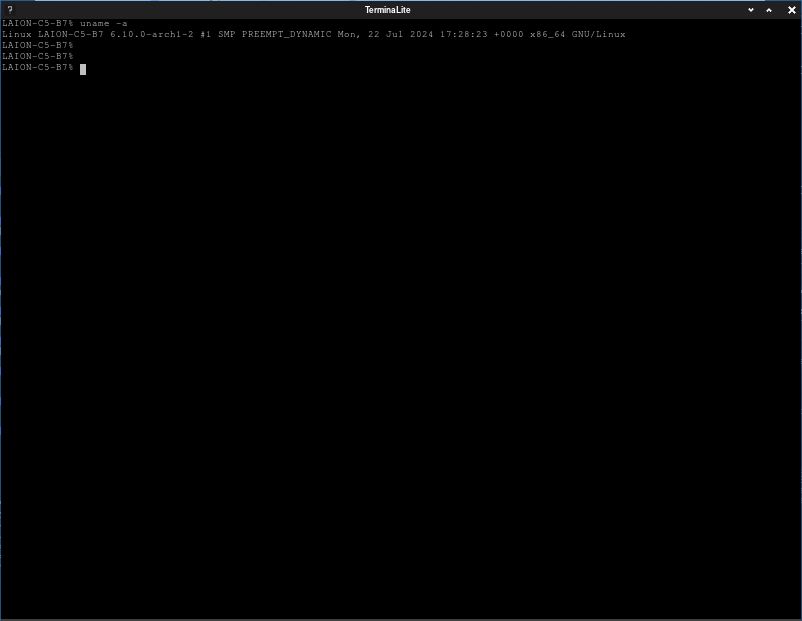 TerminaLite
LAION-C5-B7% uname -a
Linux LAION-C5-B7 6.10.0-arch1-2 #1 SMP PREEMPT_DYNAMIC Mon, 22 Jul 2024 17:28:23 +0000 x86_64 GNU/Linux
LAION-C5-B7%
LAION-C5-B7%
LAION-C5-B7%